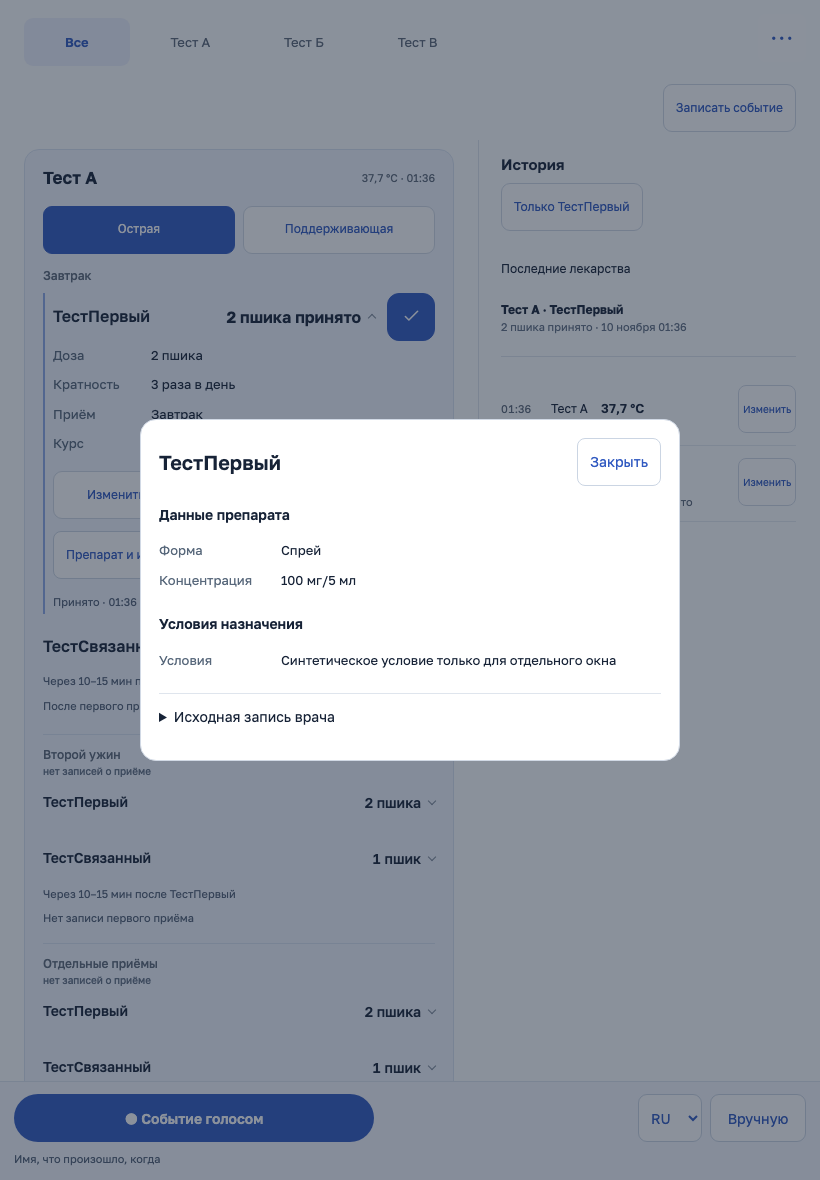 Все
Тест А
Тест Б
Тест В
Записать событие
Тест А
37,7 °C · 01:36
Острая
Поддерживающая
Завтрак
ТестПервый
2 пшика принято
Доза
2 пшика
Кратность
3 раза в день
Приём
Завтрак
Курс
Принято · 01:36
Через 10–15 мин
После первого
Второй ужин
нет записей о приёме
ТестПервый
2 пшика
ТестСвязанный
1 пшик
Через 10–15 мин после ТестПервый
Нет записи первого приёма
Отдельные приёмы
нет записей о приёме
ТестПервый
2 пшика
ТестСвязанный
1 пшик
История
Только ТестПервый
Последние лекарства
Тест А · ТестПервый
2 пшика принято · 10 ноября 01:36
01:36
Тест А
37,7 °C
Изменить
Изменить
ТестПервый
Закрыть
Данные препарата
Форма
Спрей
Концентрация
100 мг/5 мл
Условия назначения
Условия
Синтетическое условие только для отдельного окна
Исходная запись врача
Событие голосом
RU
Вручную
Имя, что произошло, когда